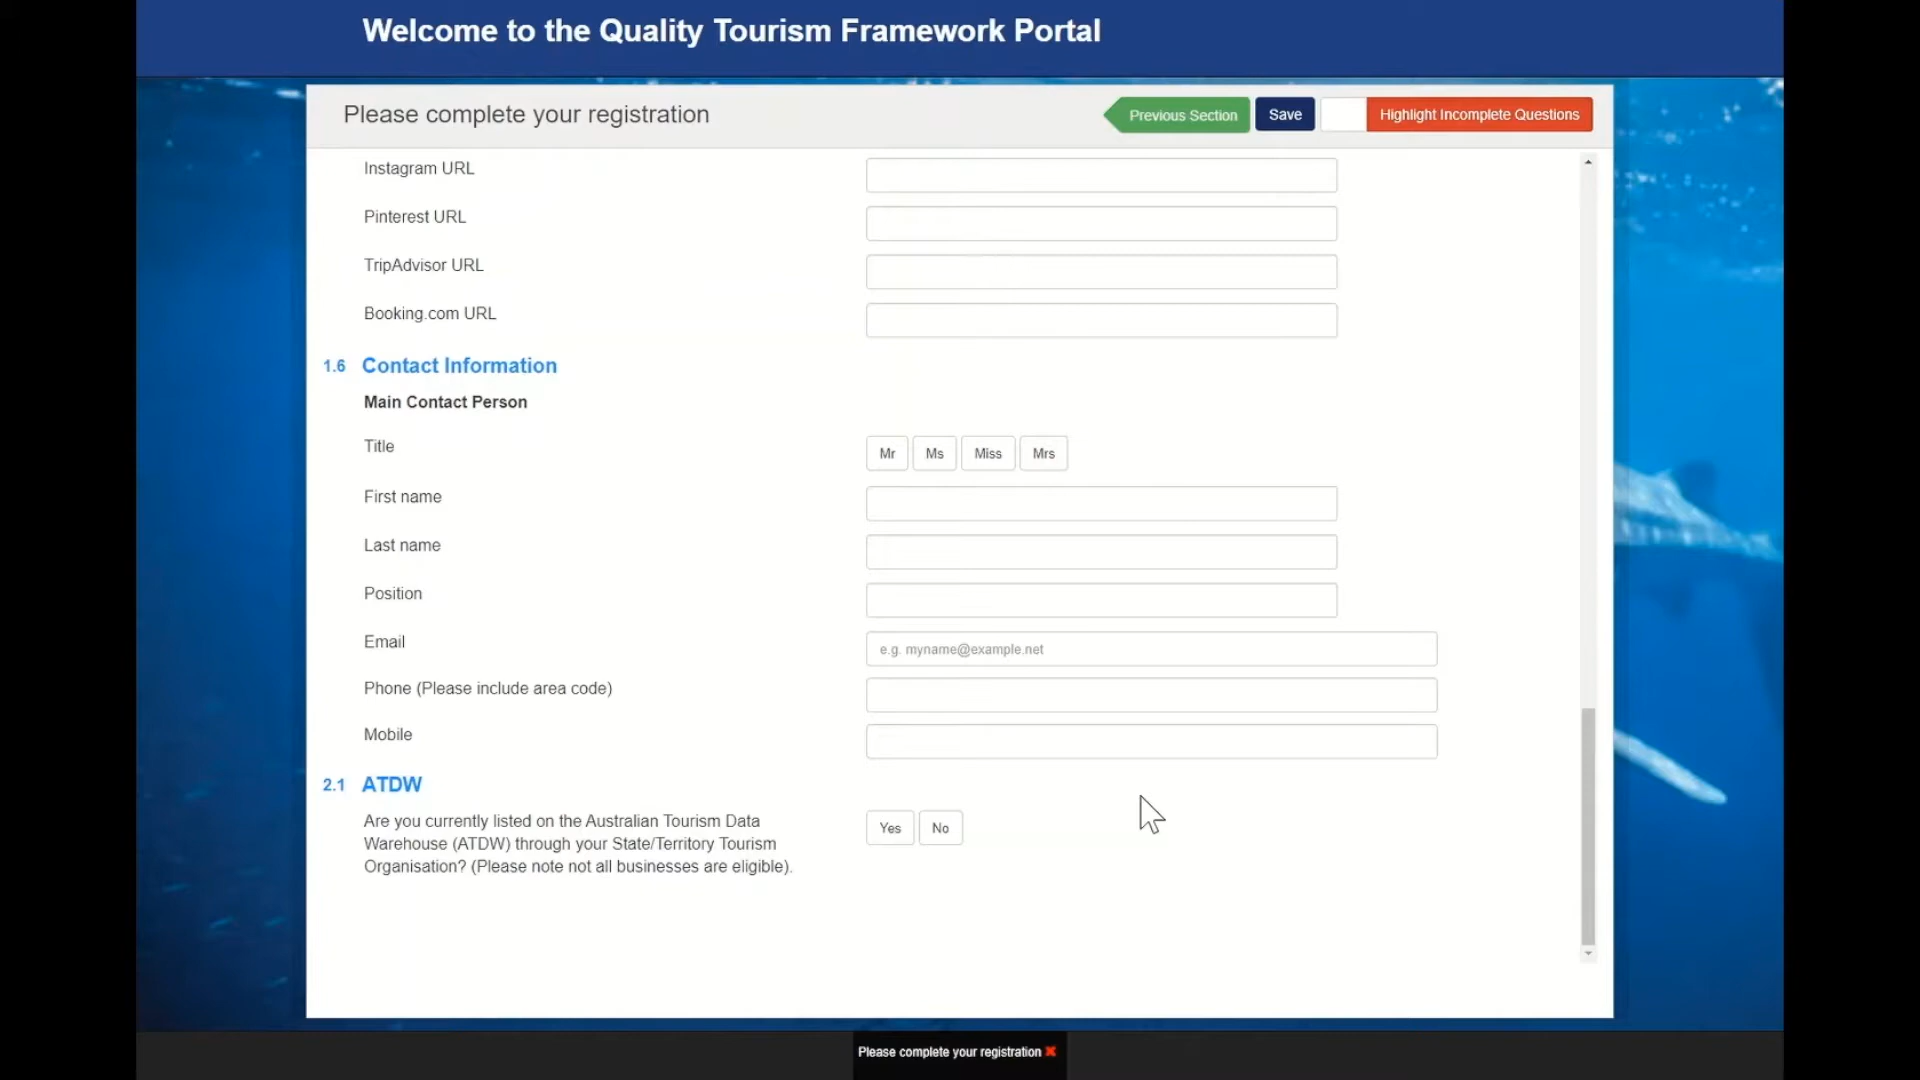 Welcome to the Quality Tourism Framework Portal
Please complete your registration
Previous Section
Save
Highlight Incomplete Questions
Instagram URL
Pinterest URL
TripAdvisor URL
Booking.com URL
1.6 Contact Information
Main Contact Person
Title
Mr
Ms
Miss
Mrs
First name
Last name
Position
Email
e.g. myname@example.net
Phone (Please include area code)
Mobile
2.1 ATDW
Are you currently listed on the Australian Tourism Data
Warehouse (ATDW) through your State/Territory Tourism
Organisation? (Please note not all businesses are eligible).
Yes
No
Please complete your registration